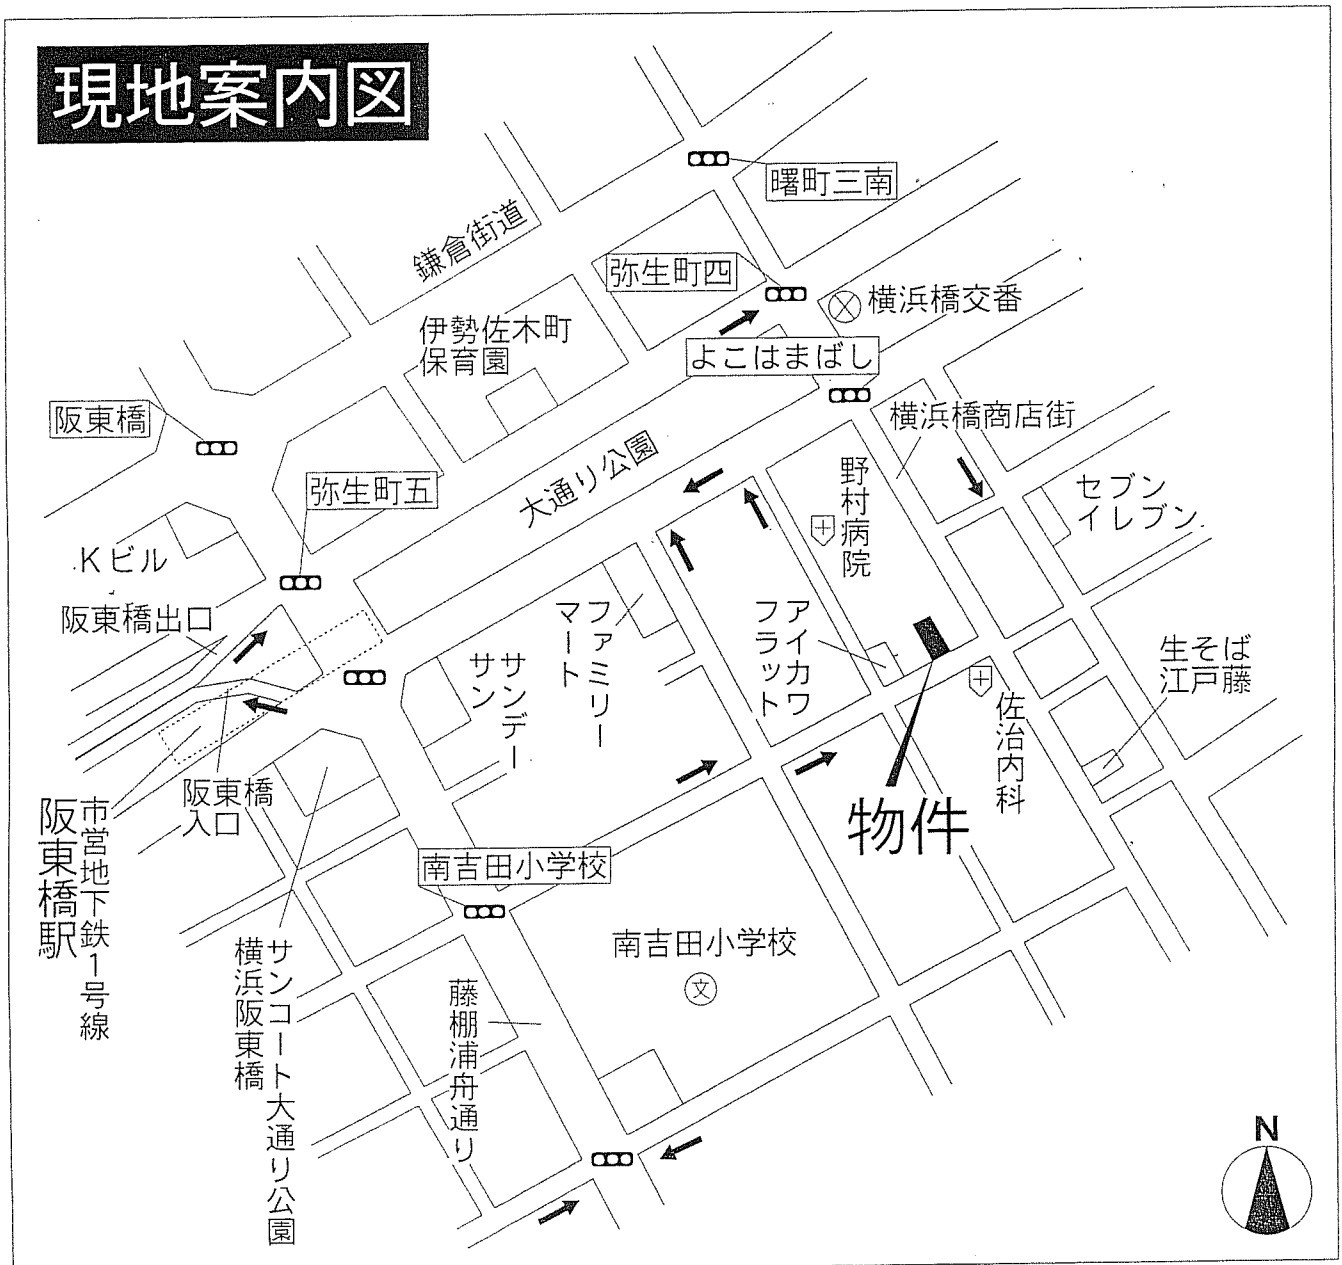 現地案内図
曙町三南
鎌倉街道
弥生町四
横浜橋交番
伊勢佐木町
保育園
よこはまばし
阪東橋
横浜橋商店街
弥生町五
大通り公園
野村病院
セブン
イレブン
Kビル
阪東橋出口
ファミリー
マート
アイカワ
フラット
サンデー
サン
生そば
江戸藤
佐治内科
阪東橋
入口
物件
市営地下鉄1号線
阪東橋駅
南吉田小学校
南吉田小学校
文
サンコート大通り公園
横浜阪東橋
藤棚浦舟通り
N